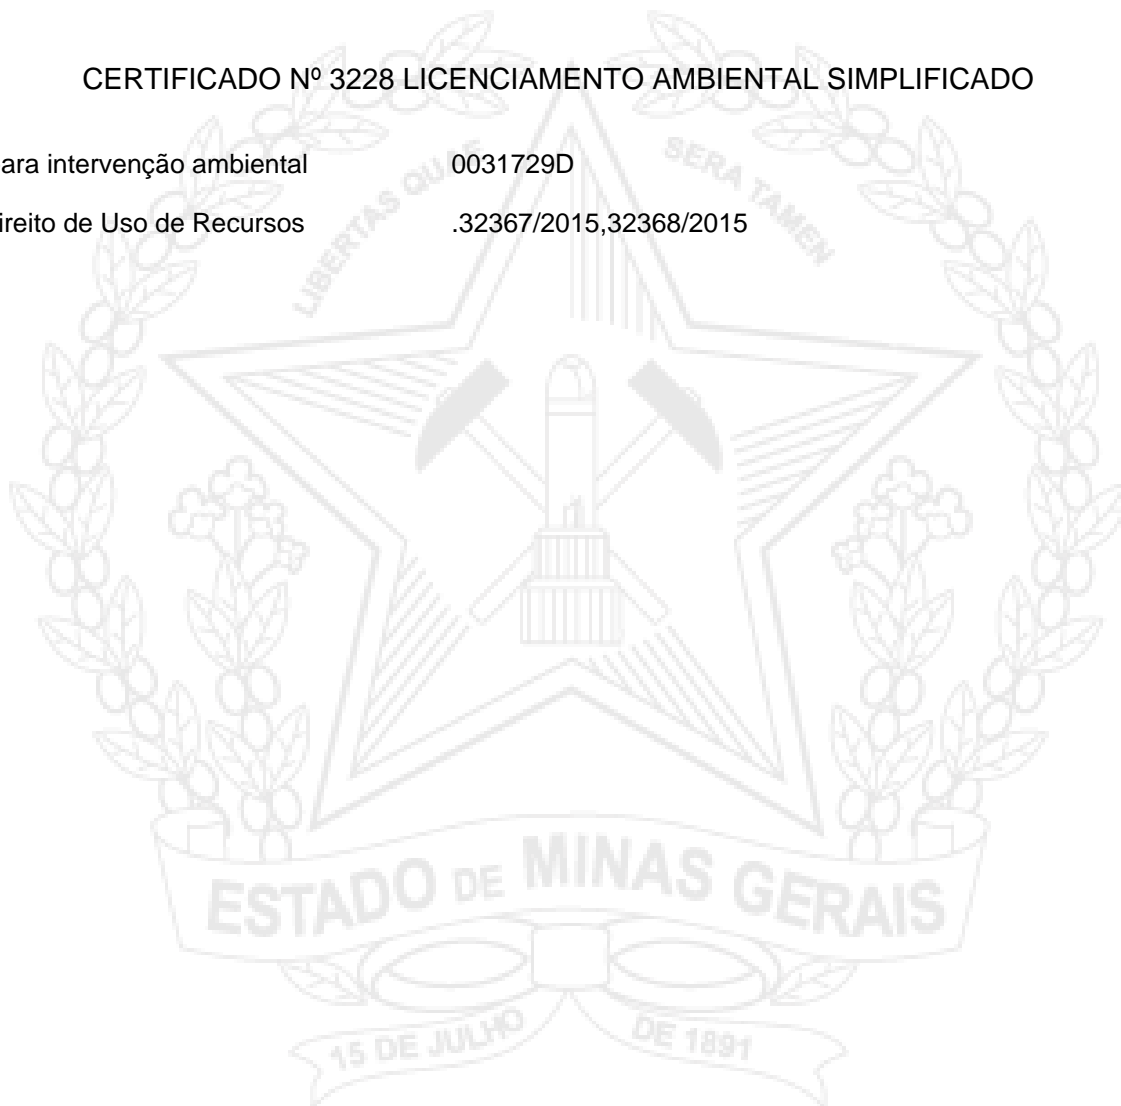 CERTIFICADO Nº 3228 LICENCIAMENTO AMBIENTAL SIMPLIFICADO
ara intervenção ambiental 0031729D
ireito de Uso de Recursos .32367/2015,32368/2015
LIBERTAS QUAE SERA TAMEN
ESTADO DE MINAS GERAIS
15 DE JULHO DE 1891